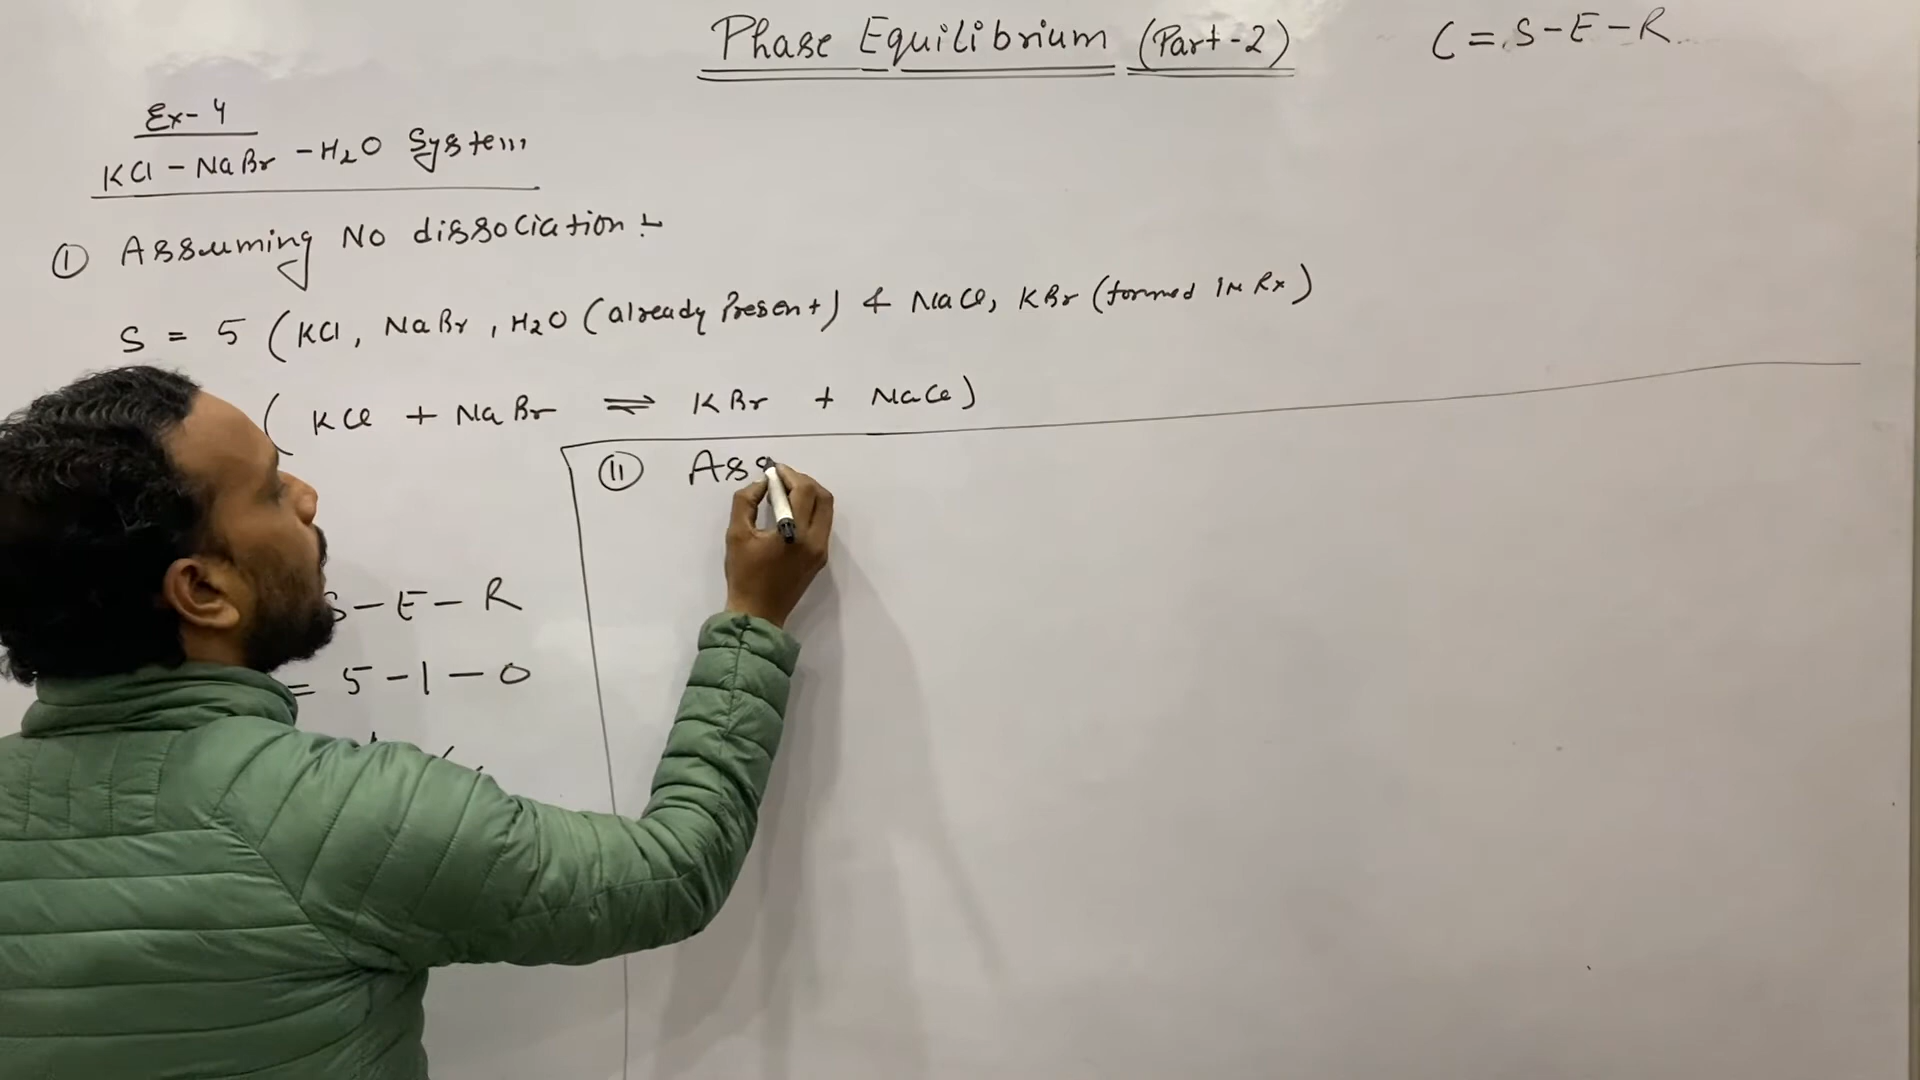 Phase Equilibrium (Part-2)
C = S-E-R
Ex-4
KCl - NaBr - H2O System
① Assuming No dissociation :-
S = 5 (KCl, NaBr, H2O (already Present) & NaCl, KBr (formed in Rx)
(KCl + NaBr ⇌ KBr + NaCl)
S - E - R
= 5 - 1 - 0
⑪ Ass